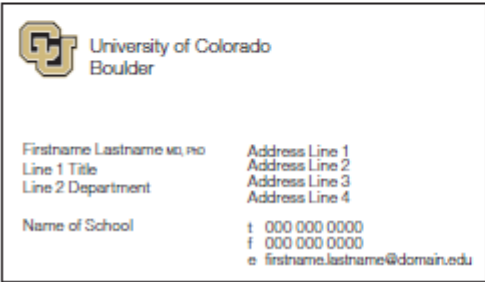 CU
University of Colorado
Boulder
Firstname Lastname MD, PhD
Line 1 Title
Line 2 Department
Name of School
Address Line 1
Address Line 2
Address Line 3
Address Line 4
t 000 000 0000
f 000 000 0000
e firstname.lastname@domain.edu